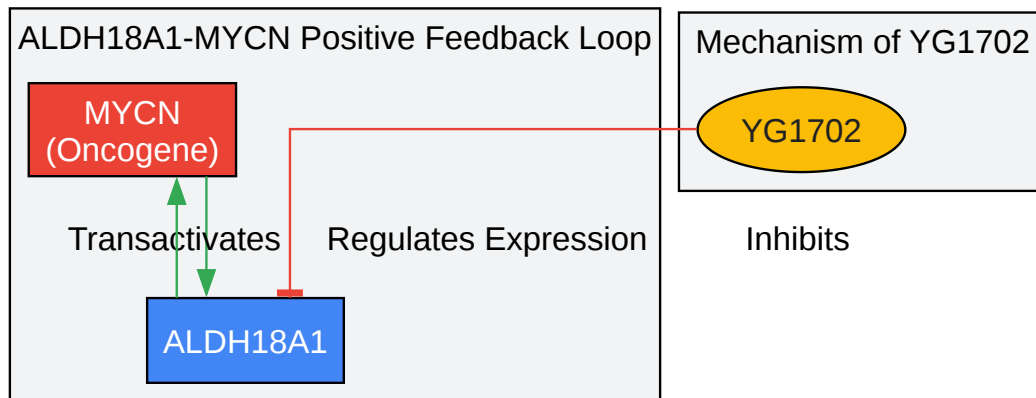 ALDH18A1-MYCN Positive Feedback Loop
Mechanism of YG1702
MYCN
(Oncogene)
YG1702
Transactivates
Regulates Expression
Inhibits
ALDH18A1